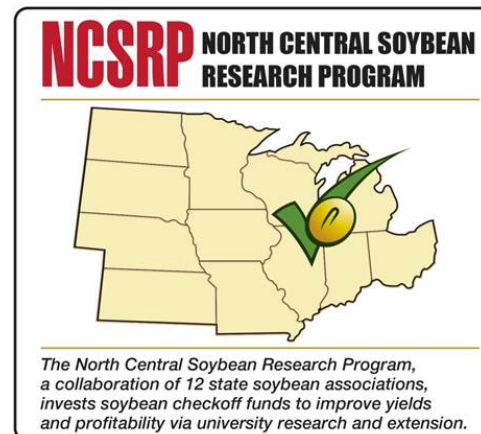 NCSRP NORTH CENTRAL SOYBEAN
RESEARCH PROGRAM
The North Central Soybean Research Program,
a collaboration of 12 state soybean associations,
invests soybean checkoff funds to improve yields
and profitability via university research and extension.